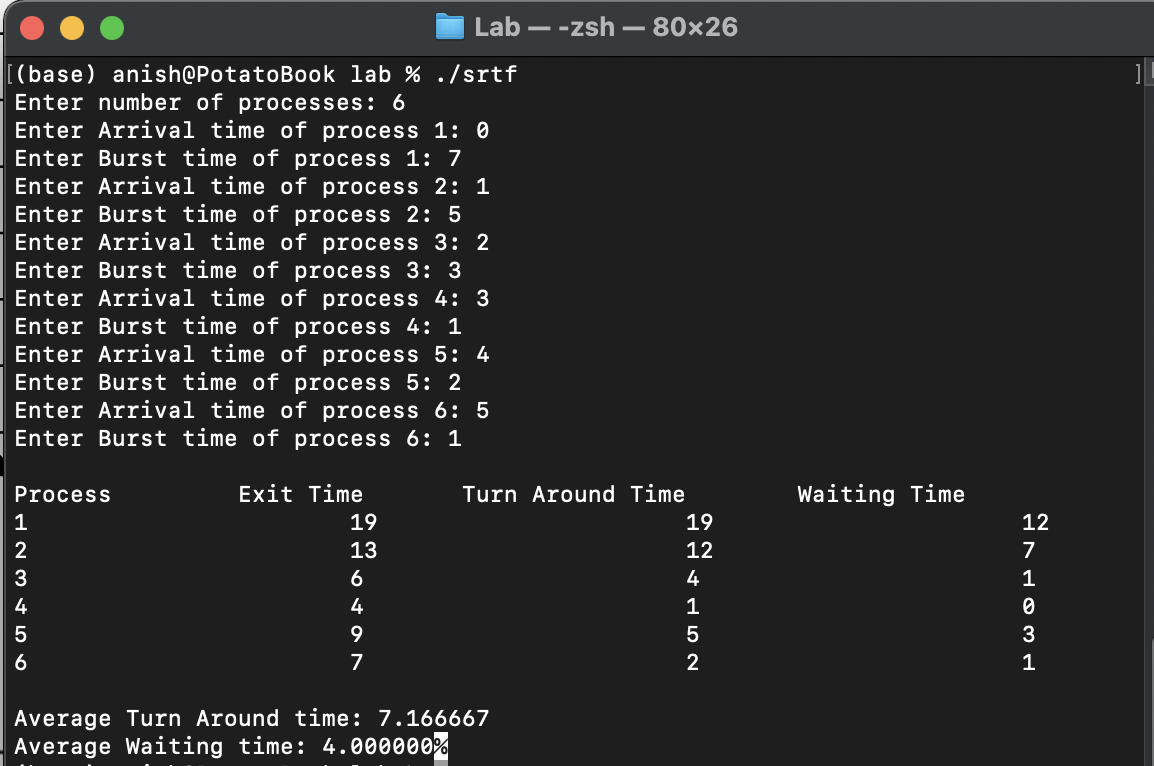 Lab — -zsh — 80×26
[(base) anish@PotatoBook lab % ./srtf ]
Enter number of processes: 6
Enter Arrival time of process 1: 0
Enter Burst time of process 1: 7
Enter Arrival time of process 2: 1
Enter Burst time of process 2: 5
Enter Arrival time of process 3: 2
Enter Burst time of process 3: 3
Enter Arrival time of process 4: 3
Enter Burst time of process 4: 1
Enter Arrival time of process 5: 4
Enter Burst time of process 5: 2
Enter Arrival time of process 6: 5
Enter Burst time of process 6: 1
Process Exit Time Turn Around Time Waiting Time
1 19 19 12
2 13 12 7
3 6 4 1
4 4 1 0
5 9 5 3
6 7 2 1
Average Turn Around time: 7.166667
Average Waiting time: 4.000000%